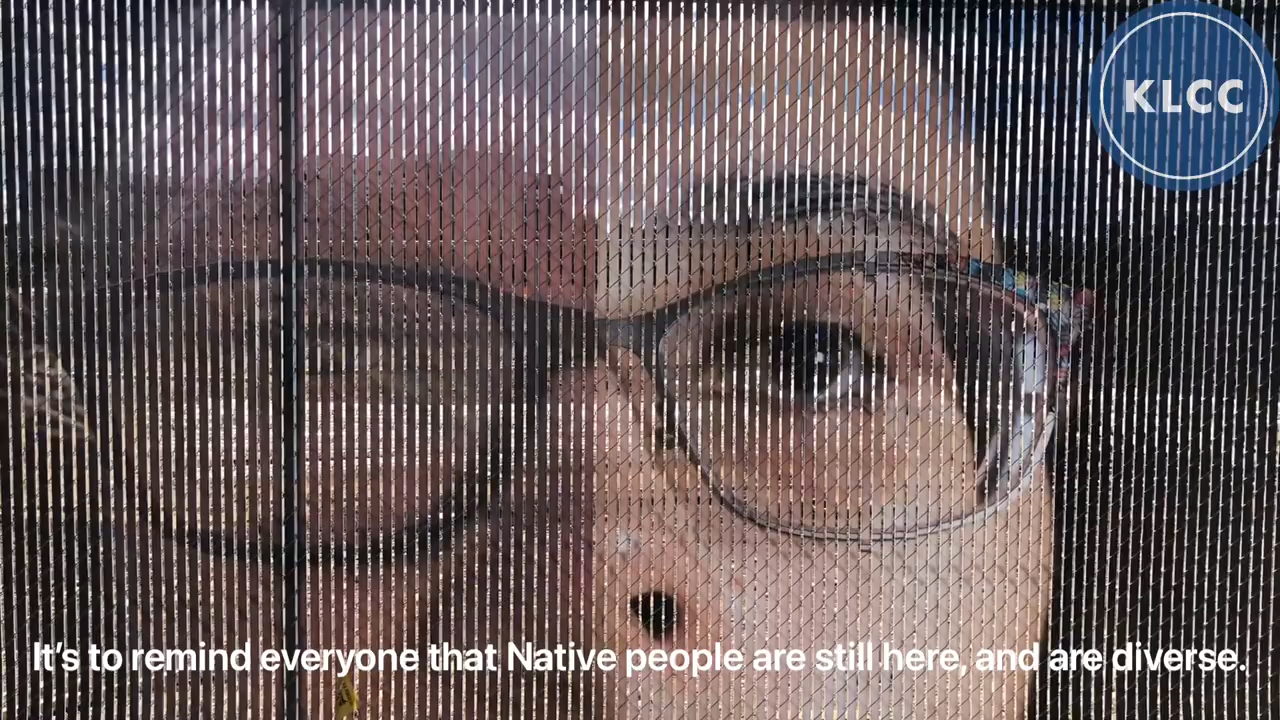 KLCC
It's to remind everyone that Native people are still here, and are diverse.